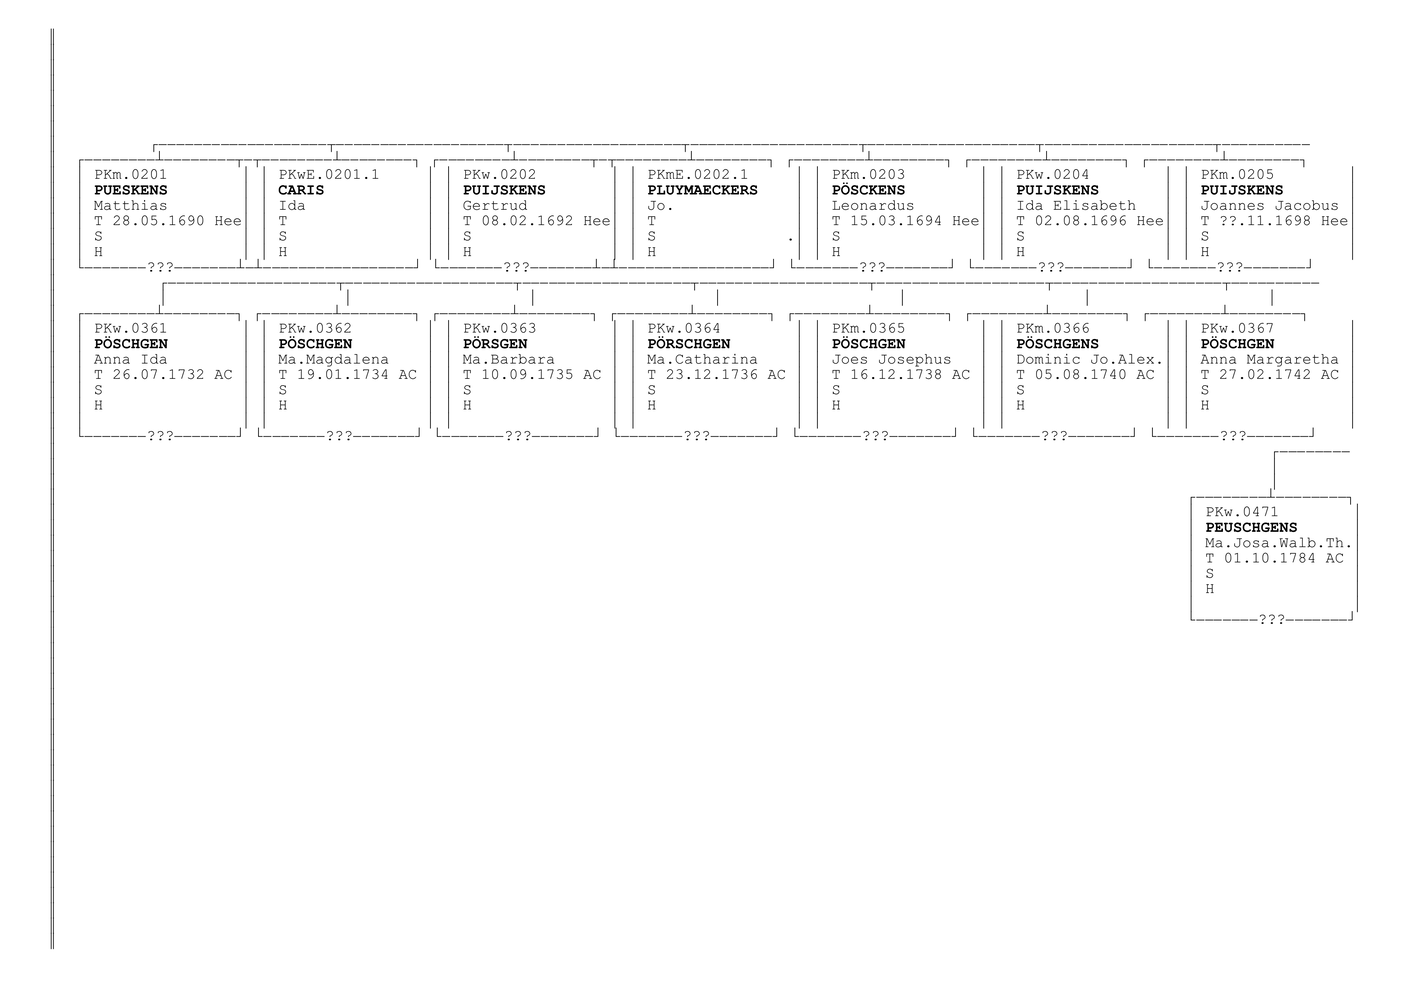 PKm.0201
PUESKENS
Matthias
T 28.05.1690 Hee
S
H
???
PKwE.0201.1
CARIS
Ida
T
S
H
PKw.0202
PUIJSKENS
Gertrud
T 08.02.1692 Hee
S
H
???
PKmE.0202.1
PLUYMAECKERS
Jo.
T
S .
H
PKm.0203
PÖSCKENS
Leonardus
T 15.03.1694 Hee
S
H
???
PKw.0204
PUIJSKENS
Ida Elisabeth
T 02.08.1696 Hee
S
H
???
PKm.0205
PUIJSKENS
Joannes Jacobus
T ??.11.1698 Hee
S
H
???
PKw.0361
PÖSCHGEN
Anna Ida
T 26.07.1732 AC
S
H
???
PKw.0362
PÖSCHGEN
Ma.Magdalena
T 19.01.1734 AC
S
H
???
PKw.0363
PÖRSGEN
Ma.Barbara
T 10.09.1735 AC
S
H
???
PKw.0364
PÖRSCHGEN
Ma.Catharina
T 23.12.1736 AC
S
H
???
PKm.0365
PÖSCHGEN
Joes Josephus
T 16.12.1738 AC
S
H
???
PKm.0366
PÖSCHGENS
Dominic Jo.Alex.
T 05.08.1740 AC
S
H
???
PKw.0367
PÖSCHGEN
Anna Margaretha
T 27.02.1742 AC
S
H
???
PKw.0471
PEUSCHGENS
Ma.Josa.Walb.Th.
T 01.10.1784 AC
S
H
???